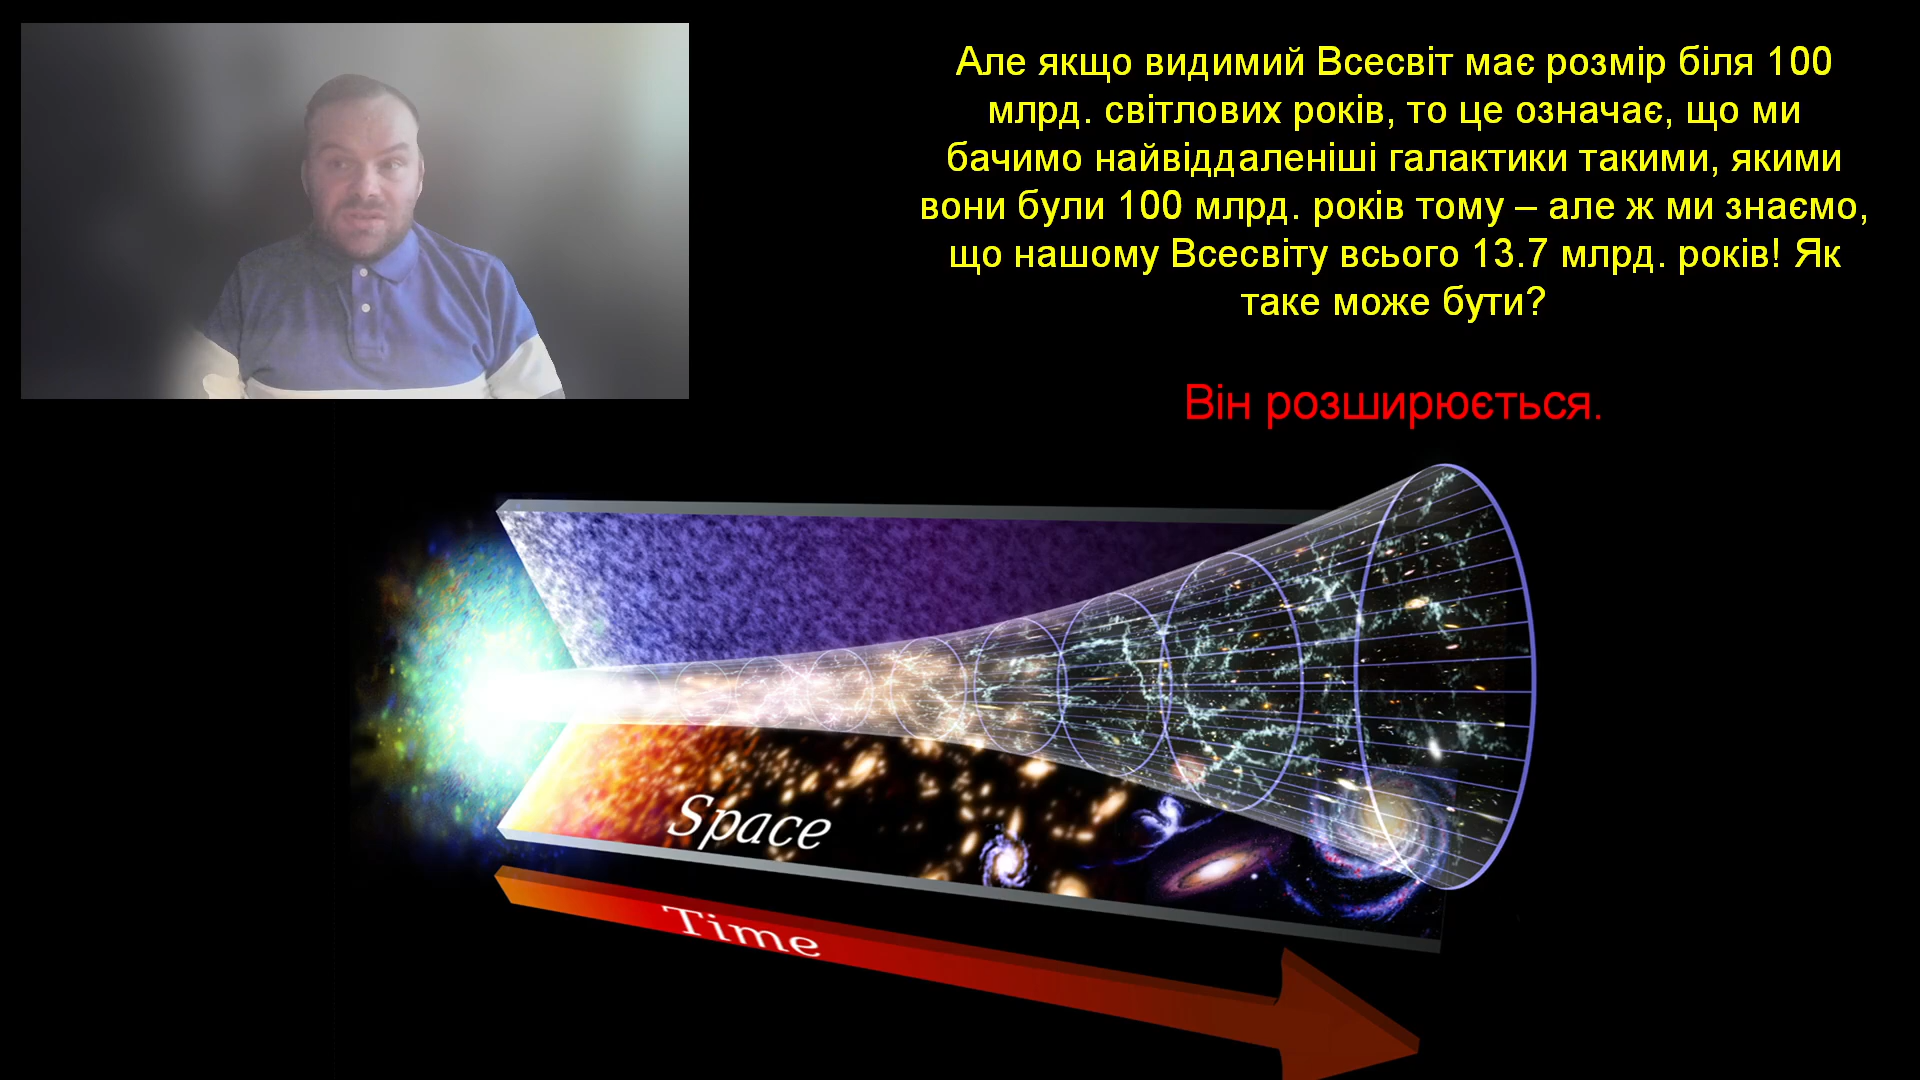 Але якщо видимий Всесвіт має розмір біля 100
млрд. світлових років, то це означає, що ми
бачимо найвіддаленіші галактики такими, якими
вони були 100 млрд. років тому – але ж ми знаємо,
що нашому Всесвіту всього 13.7 млрд. років! Як
таке може бути?
Він розширюється.
Space
Time